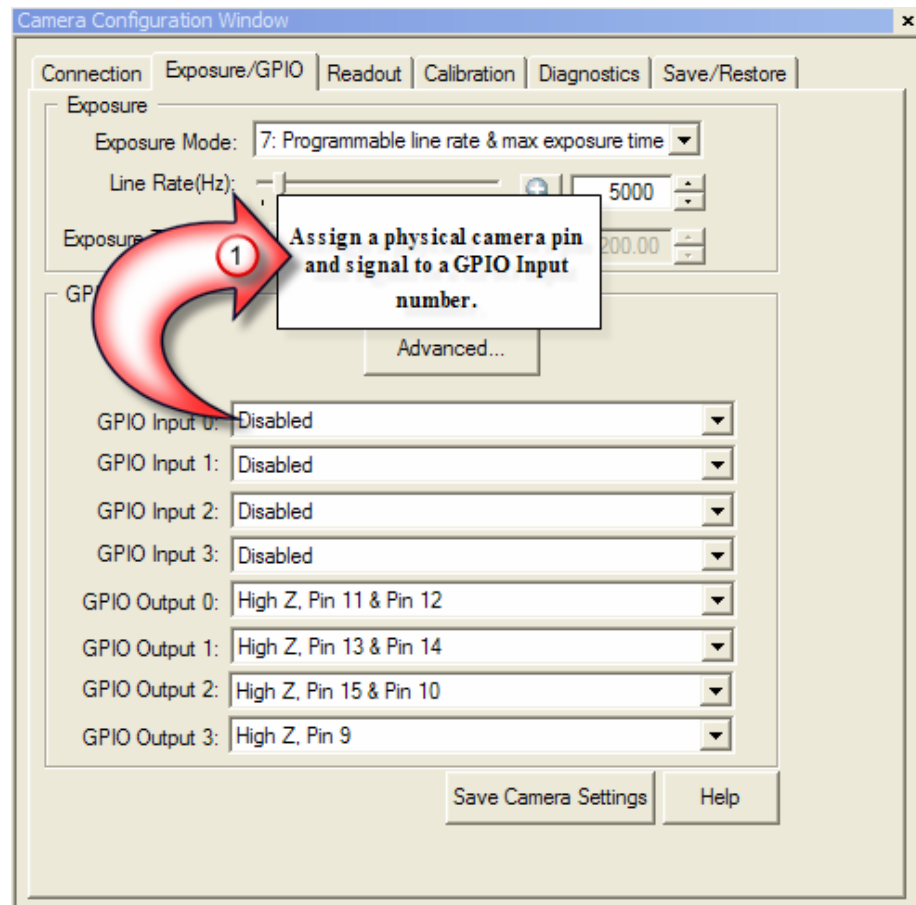 Camera Configuration Window
Connection Exposure/GPIO Readout Calibration Diagnostics Save/Restore
Exposure
Exposure Mode: 7: Programmable line rate & max exposure time
Line Rate(Hz): 5000
Exposure 200.00
1
Assign a physical camera pin
and signal to a GPIO Input
number.
Advanced...
GPIO Input 0: Disabled
GPIO Input 1: Disabled
GPIO Input 2: Disabled
GPIO Input 3: Disabled
GPIO Output 0: High Z, Pin 11 & Pin 12
GPIO Output 1: High Z, Pin 13 & Pin 14
GPIO Output 2: High Z, Pin 15 & Pin 10
GPIO Output 3: High Z, Pin 9
Save Camera Settings Help